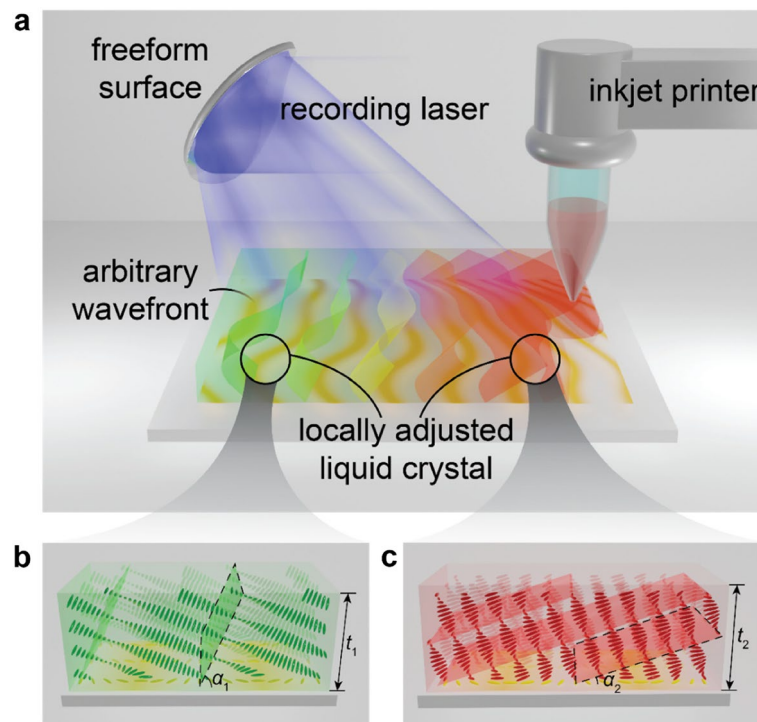 a
freeform
surface
recording laser
inkjet printer
arbitrary
wavefront
locally adjusted
liquid crystal
b
t₁
α₁
c
t₂
α₂